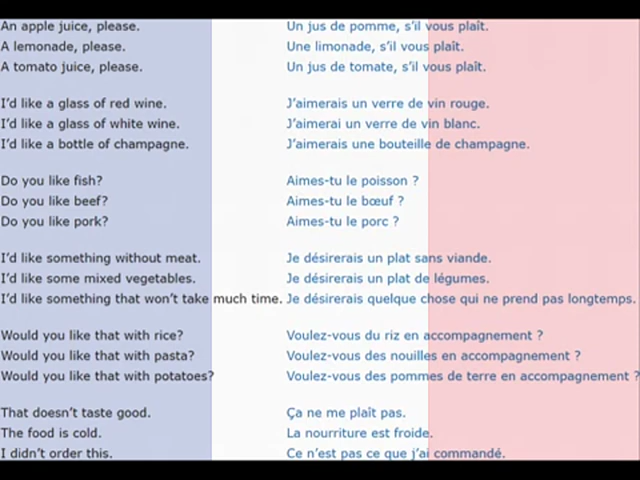 An apple juice, please. Un jus de pomme, s’il vous plaît.
A lemonade, please. Une limonade, s’il vous plaît.
A tomato juice, please. Un jus de tomate, s’il vous plaît.
I’d like a glass of red wine. J’aimerais un verre de vin rouge.
I’d like a glass of white wine. J’aimerai un verre de vin blanc.
I’d like a bottle of champagne. J’aimerais une bouteille de champagne.
Do you like fish? Aimes-tu le poisson ?
Do you like beef? Aimes-tu le bœuf ?
Do you like pork? Aimes-tu le porc ?
I’d like something without meat. Je désirerais un plat sans viande.
I’d like some mixed vegetables. Je désirerais un plat de légumes.
I’d like something that won’t take much time. Je désirerais quelque chose qui ne prend pas longtemps.
Would you like that with rice? Voulez-vous du riz en accompagnement ?
Would you like that with pasta? Voulez-vous des nouilles en accompagnement ?
Would you like that with potatoes? Voulez-vous des pommes de terre en accompagnement ?
That doesn’t taste good. Ça ne me plaît pas.
The food is cold. La nourriture est froide.
I didn’t order this. Ce n’est pas ce que j’ai commandé.